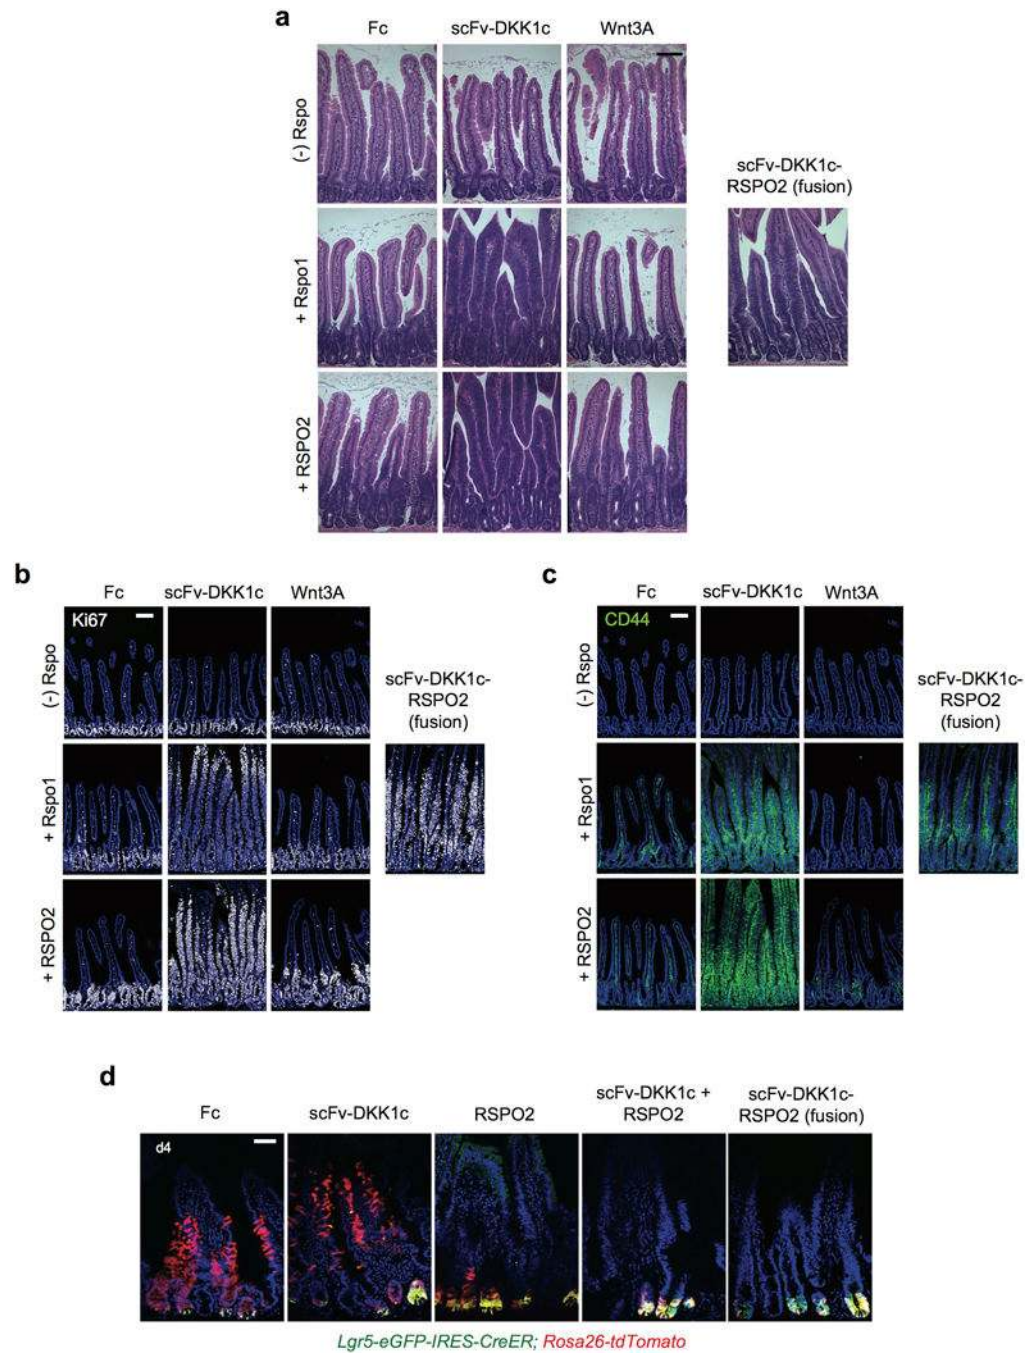 a
Fc scFv-DKK1c Wnt3A
(-) Rspo
scFv-DKK1c-
RSPO2 (fusion)
+ Rspo1
+ RSPO2
b
Fc scFv-DKK1c Wnt3A
Ki67
(-) Rspo
scFv-DKK1c-
RSPO2
(fusion)
+ Rspo1
+ RSPO2
c
Fc scFv-DKK1c Wnt3A
CD44
(-) Rspo
scFv-DKK1c-
RSPO2
(fusion)
+ Rspo1
+ RSPO2
d
Fc scFv-DKK1c RSPO2 scFv-DKK1c + scFv-DKK1c-
RSPO2 RSPO2 (fusion)
d4
Lgr5-eGFP-IRES-CreER; Rosa26-tdTomato